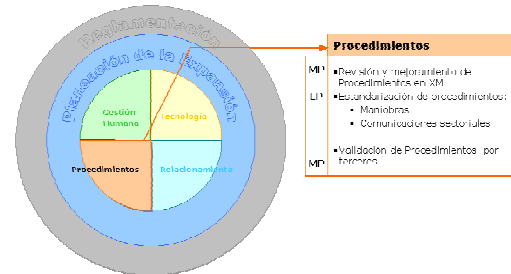 Reglamentación
Planeación de la Expansión
Gestión
Humana
Tecnología
Procedimientos
Relacionamiento
Procedimientos
MP
Revisión y mejoramiento de
Procedimientos en XM
LP
Estandarización de procedimientos:
Maniobras
Comunicaciones sectoriales
MP
Validación de Procedimientos por
terceros